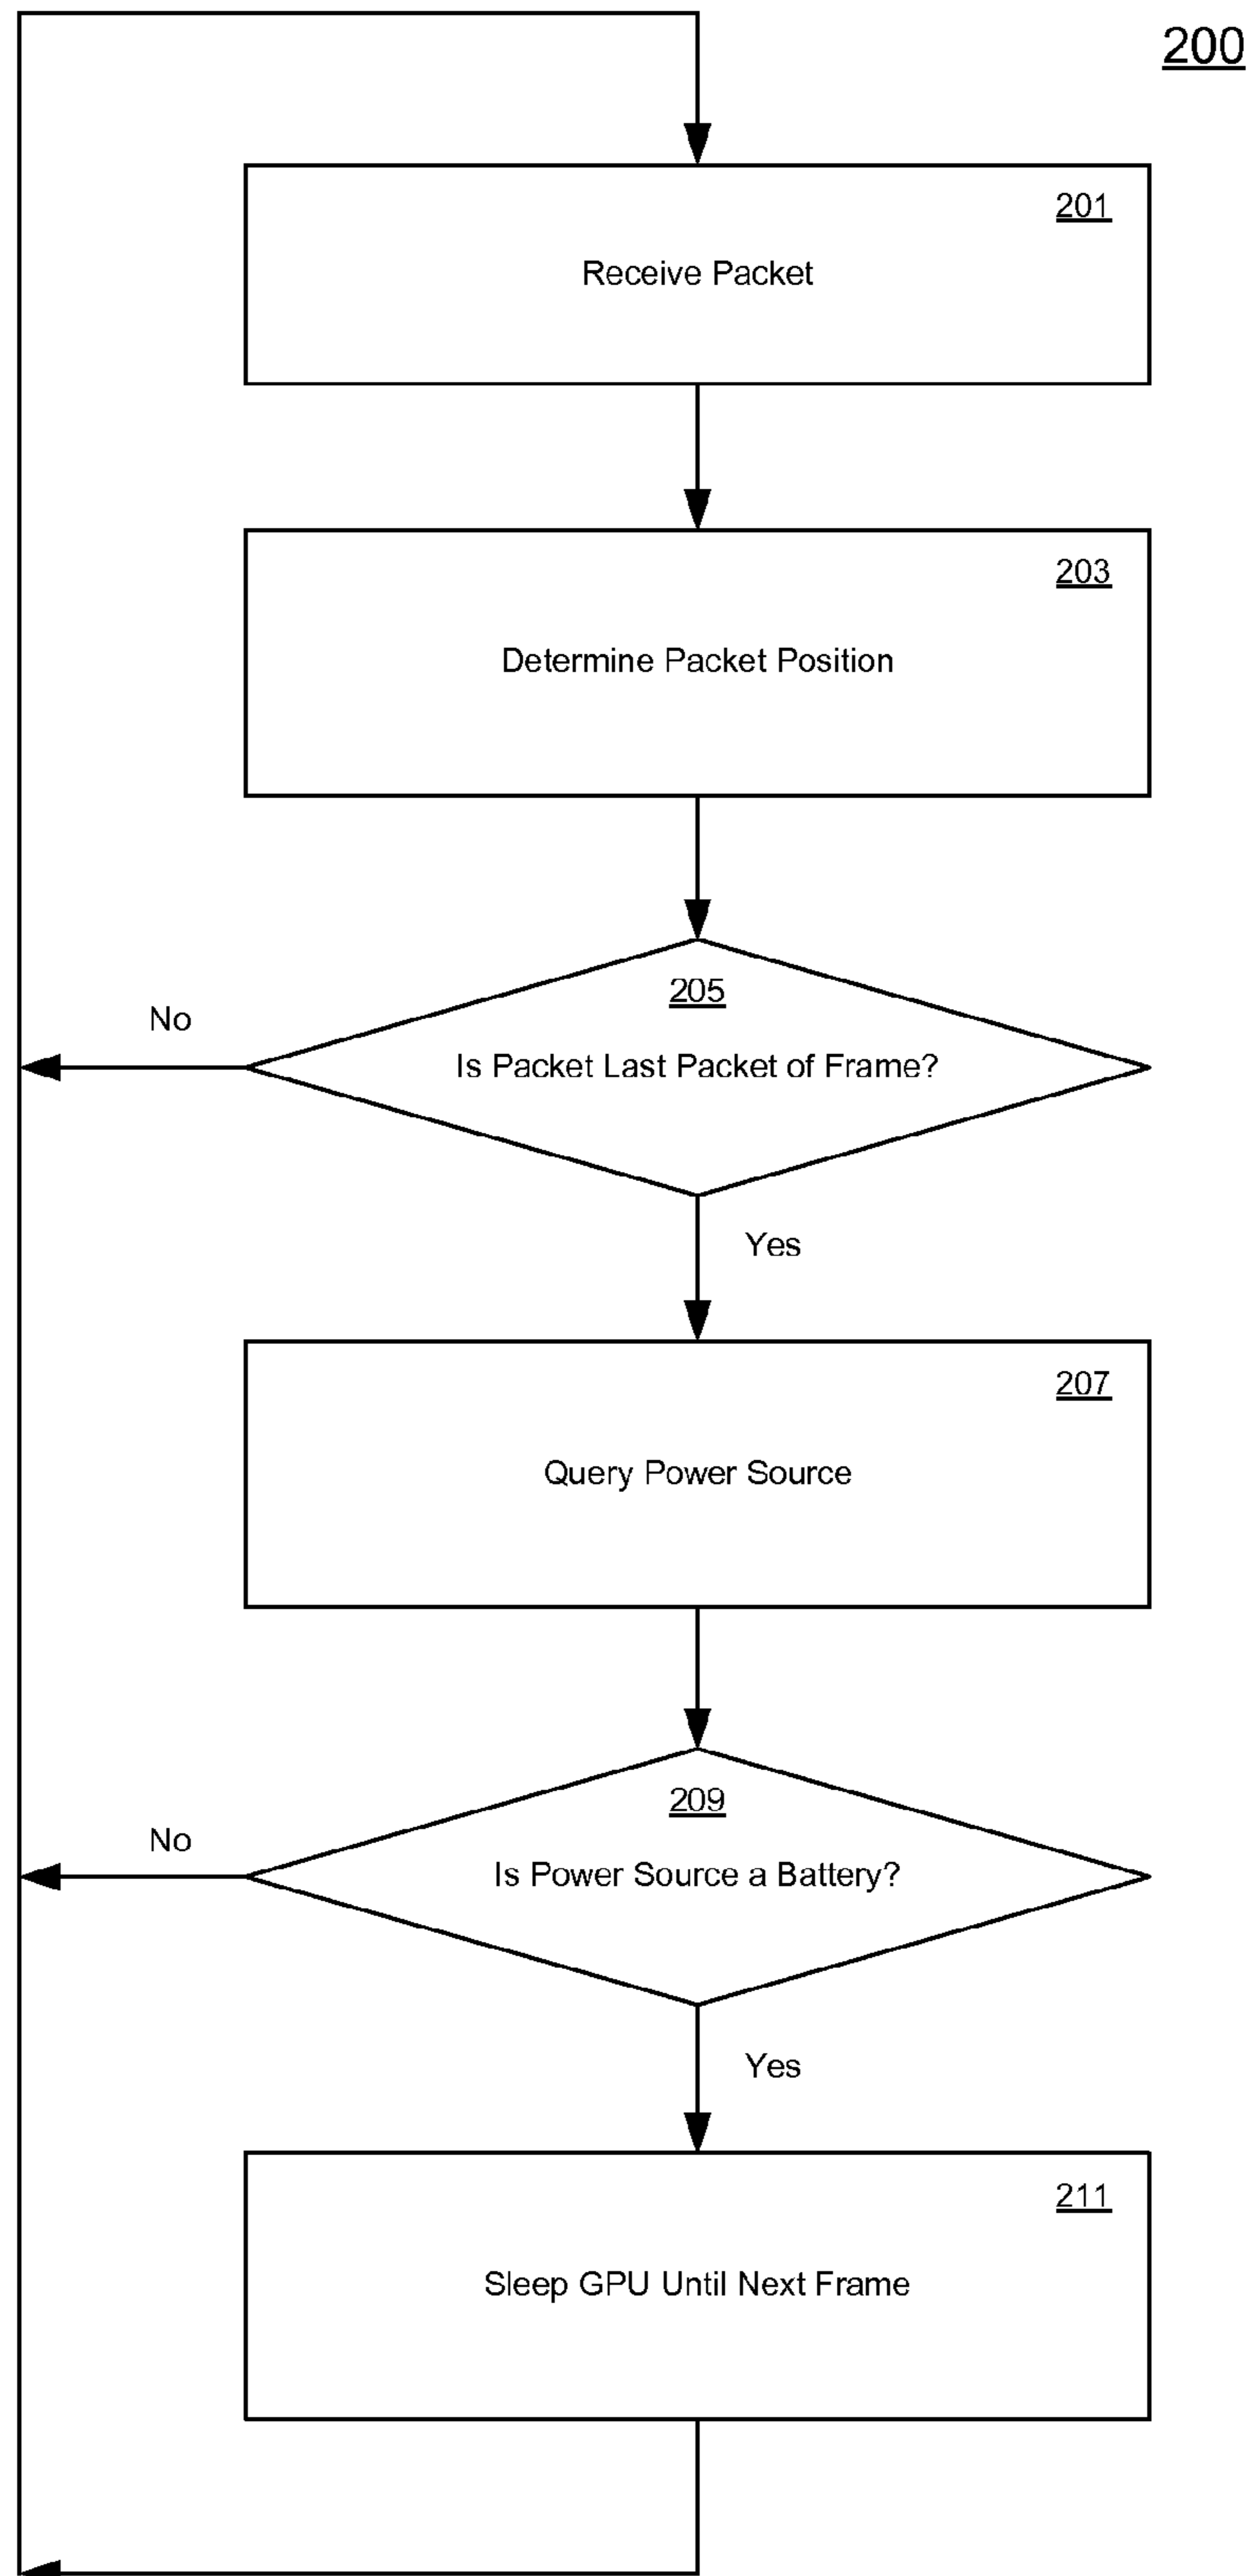 200
201
Receive Packet
203
Determine Packet Position
205
Is Packet Last Packet of Frame?
No
Yes
207
Query Power Source
209
Is Power Source a Battery?
No
Yes
211
Sleep GPU Until Next Frame